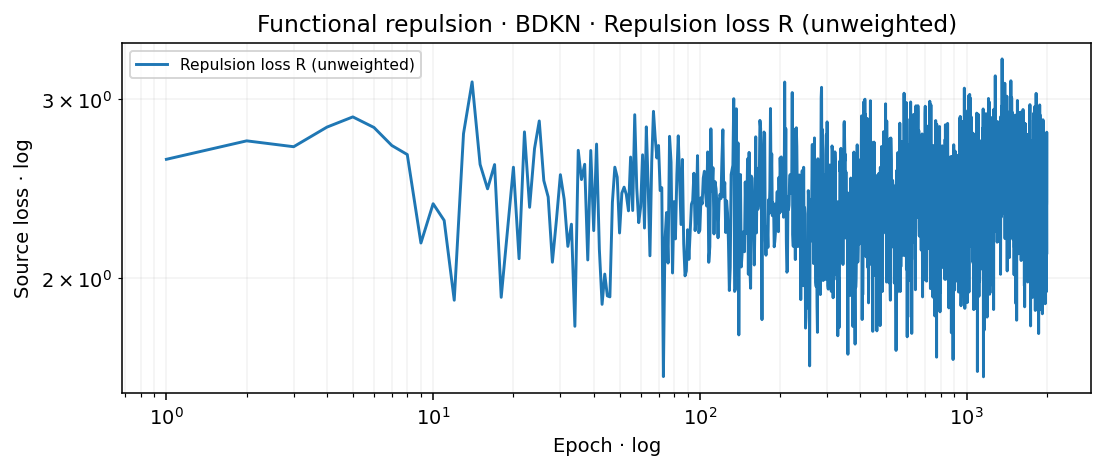 Functional repulsion · BDKN · Repulsion loss R (unweighted)
Repulsion loss R (unweighted)
Source loss · log
3 × 10⁰
2 × 10⁰
10⁰ 10¹ 10² 10³
Epoch · log